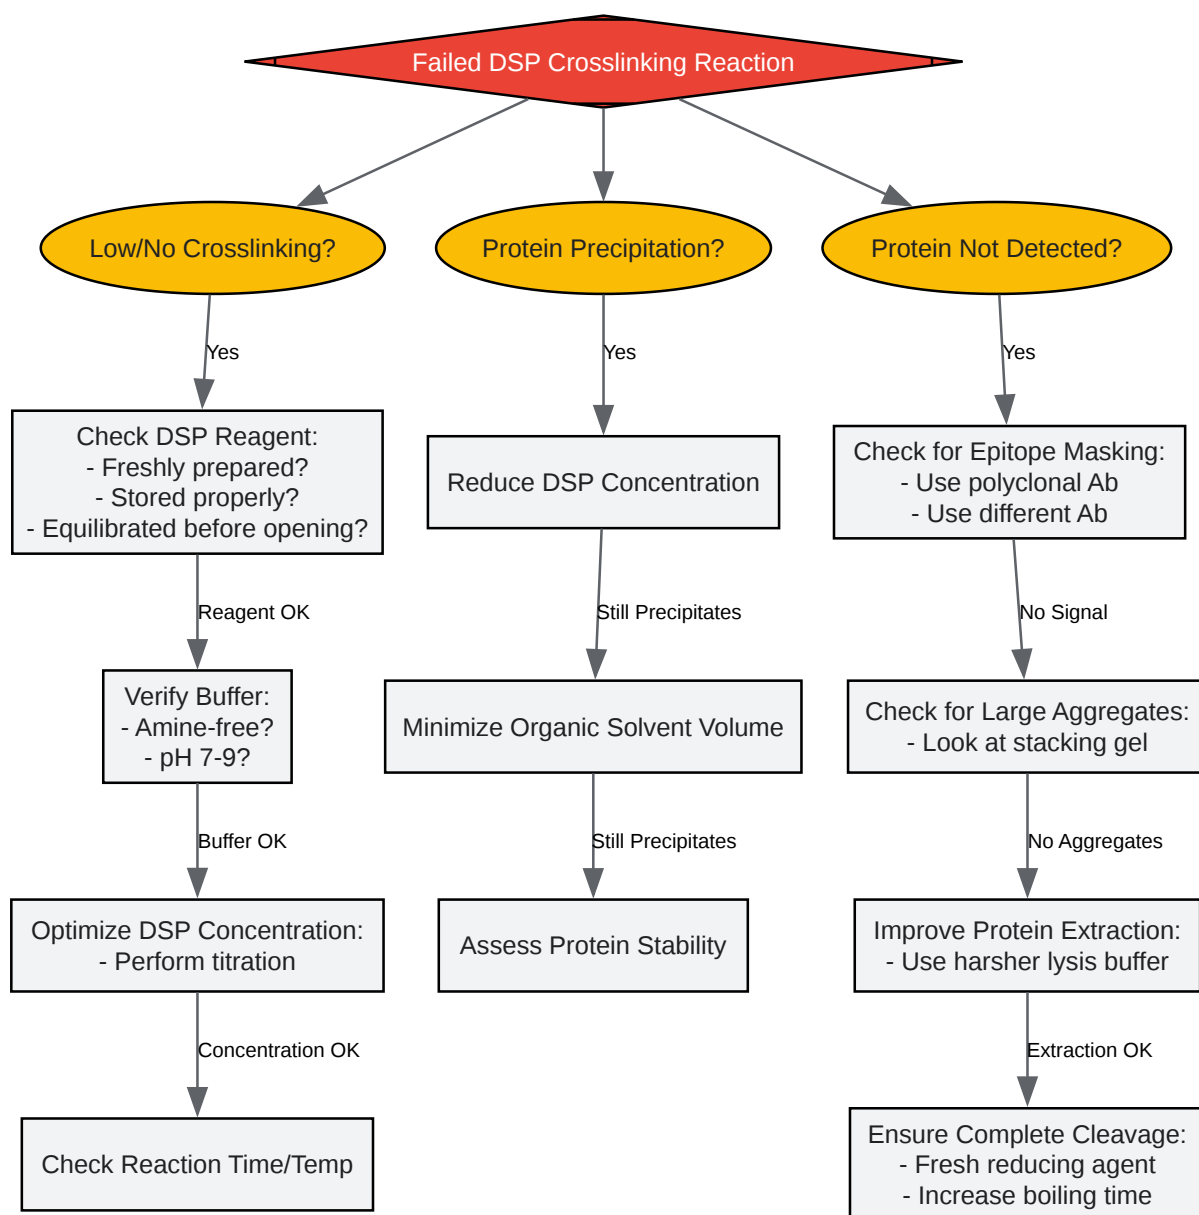 Failed DSP Crosslinking Reaction
Low/No Crosslinking?
Protein Precipitation?
Protein Not Detected?
Yes
Yes
Yes
Check DSP Reagent:
- Freshly prepared?
- Stored properly?
- Equilibrated before opening?
Reduce DSP Concentration
Check for Epitope Masking:
- Use polyclonal Ab
- Use different Ab
Reagent OK
Still Precipitates
No Signal
Verify Buffer:
- Amine-free?
- pH 7-9?
Minimize Organic Solvent Volume
Check for Large Aggregates:
- Look at stacking gel
Buffer OK
Still Precipitates
No Aggregates
Optimize DSP Concentration:
- Perform titration
Assess Protein Stability
Improve Protein Extraction:
- Use harsher lysis buffer
Concentration OK
Extraction OK
Check Reaction Time/Temp
Ensure Complete Cleavage:
- Fresh reducing agent
- Increase boiling time